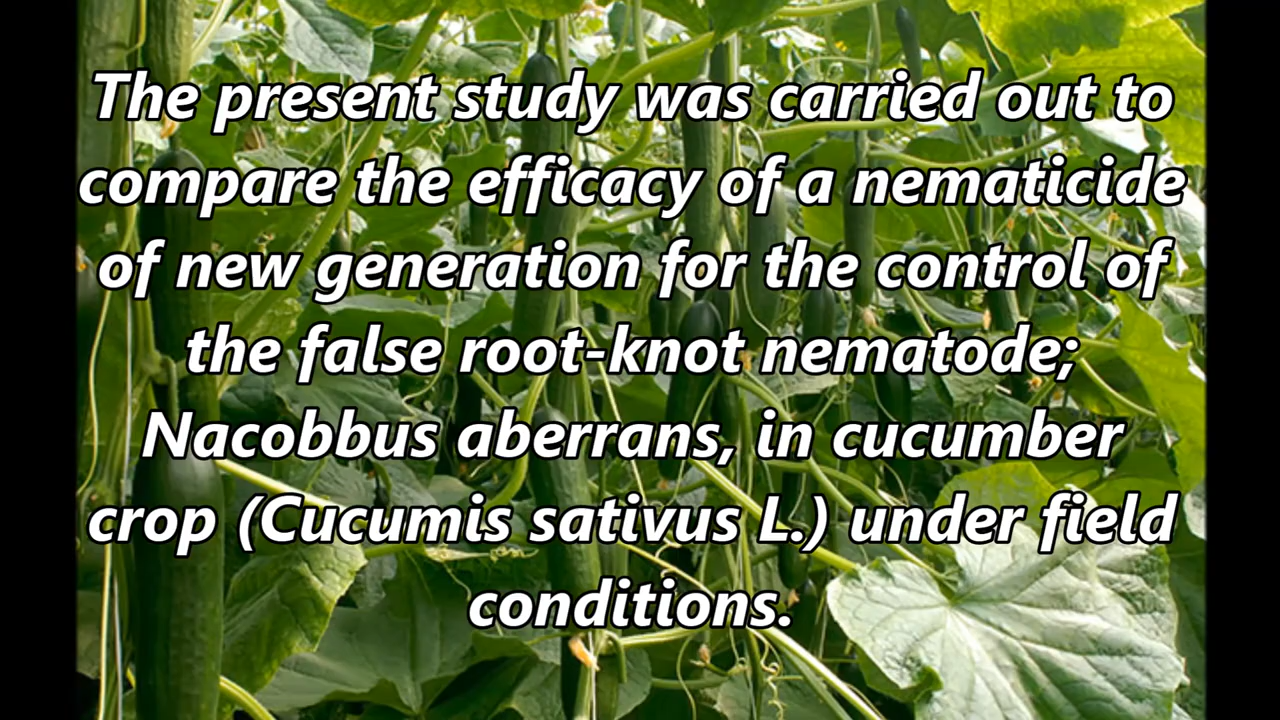 The present study was carried out to
compare the efficacy of a nematicide
of new generation for the control of
the false root-knot nematode;
Nacobbus aberrans, in cucumber
crop (Cucumis sativus L.) under field
conditions.